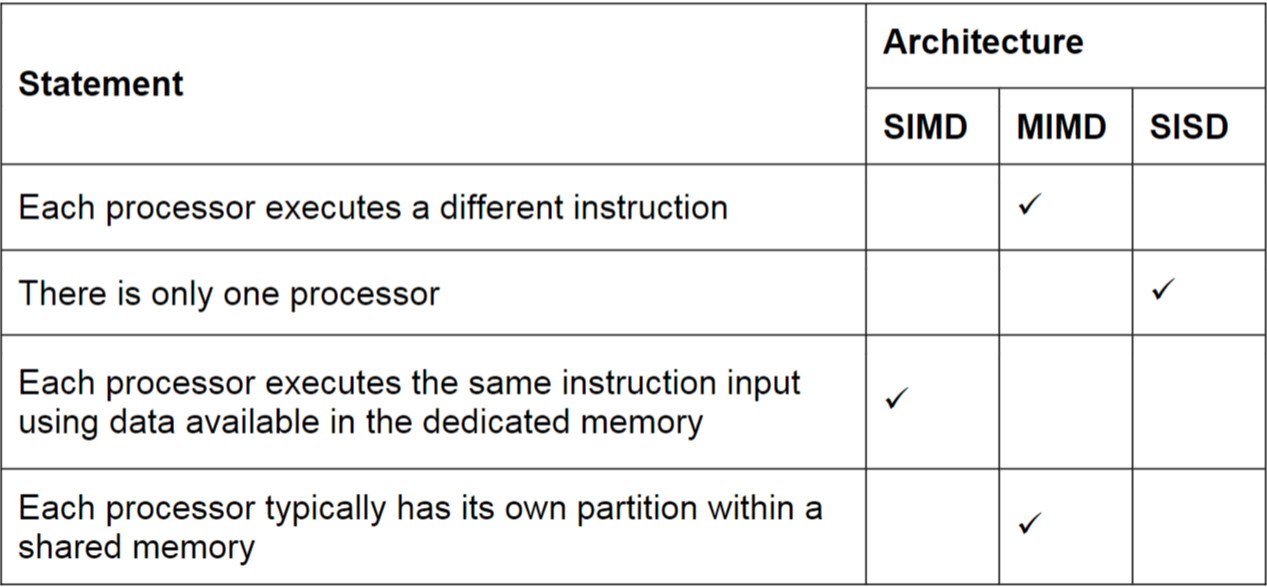 Statement
Architecture
SIMD MIMD SISD
Each processor executes a different instruction ✓
There is only one processor ✓
Each processor executes the same instruction input
using data available in the dedicated memory ✓
Each processor typically has its own partition within a
shared memory ✓